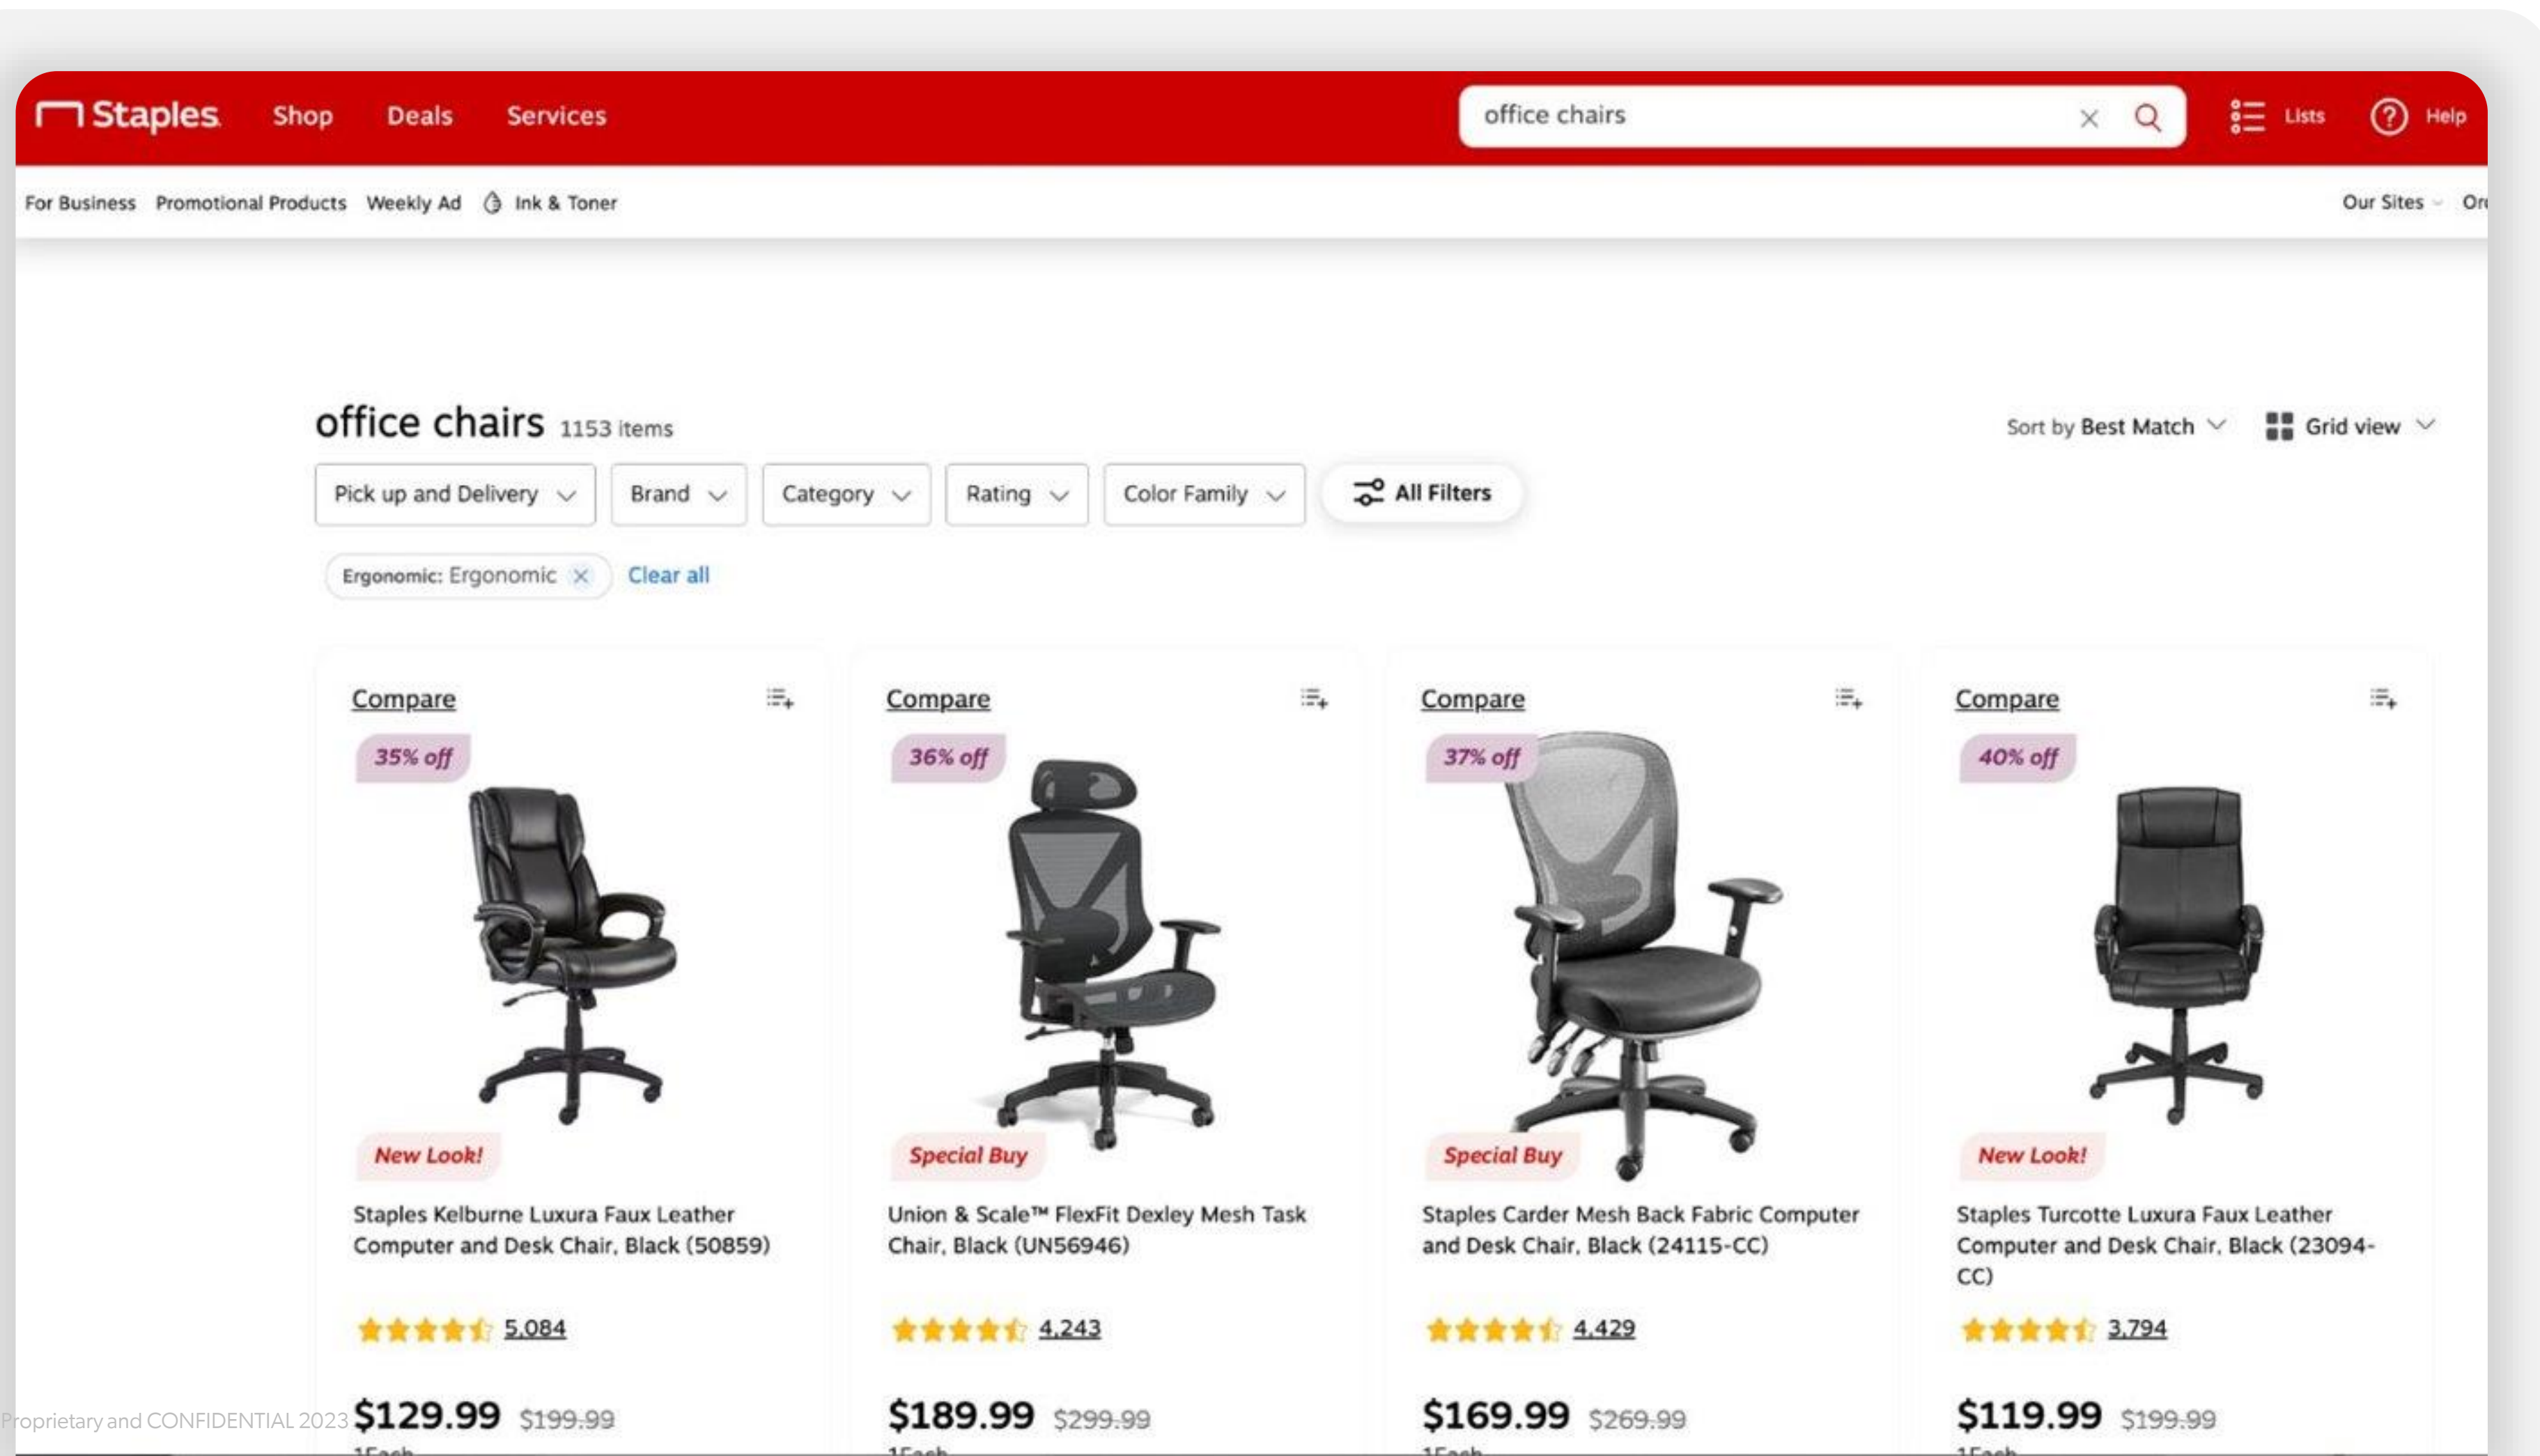 Staples Shop Deals Services office chairs Lists Help
For Business Promotional Products Weekly Ad Ink & Toner Our Sites
office chairs 1153 items Sort by Best Match Grid view
Pick up and Delivery Brand Category Rating Color Family All Filters
Ergonomic: Ergonomic Clear all
Compare Compare Compare Compare
35% off 36% off 37% off 40% off
New Look! Special Buy Special Buy New Look!
Staples Kelburne Luxura Faux Leather
Computer and Desk Chair, Black (50859)
Union & Scale™ FlexFit Dexley Mesh Task
Chair, Black (UN56946)
Staples Carder Mesh Back Fabric Computer
and Desk Chair, Black (24115-CC)
Staples Turcotte Luxura Faux Leather
Computer and Desk Chair, Black (23094-
CC)
5,084 4,243 4,429 3,794
$129.99 $199.99 $189.99 $299.99 $169.99 $269.99 $119.99 $199.99
Proprietary and CONFIDENTIAL 2023